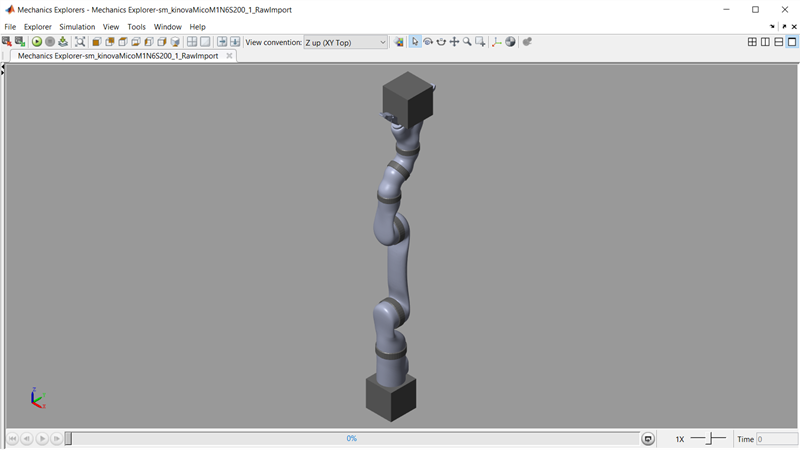 Mechanics Explorers - Mechanics Explorer-sm_kinovaMicoM1N6S200_1_RawImport
File Explorer Simulation View Tools Window Help
View convention: Z up (XY Top)
Mechanics Explorer-sm_kinovaMicoM1N6S200_1_RawImport
Z
Y
X
0% 1X Time 0